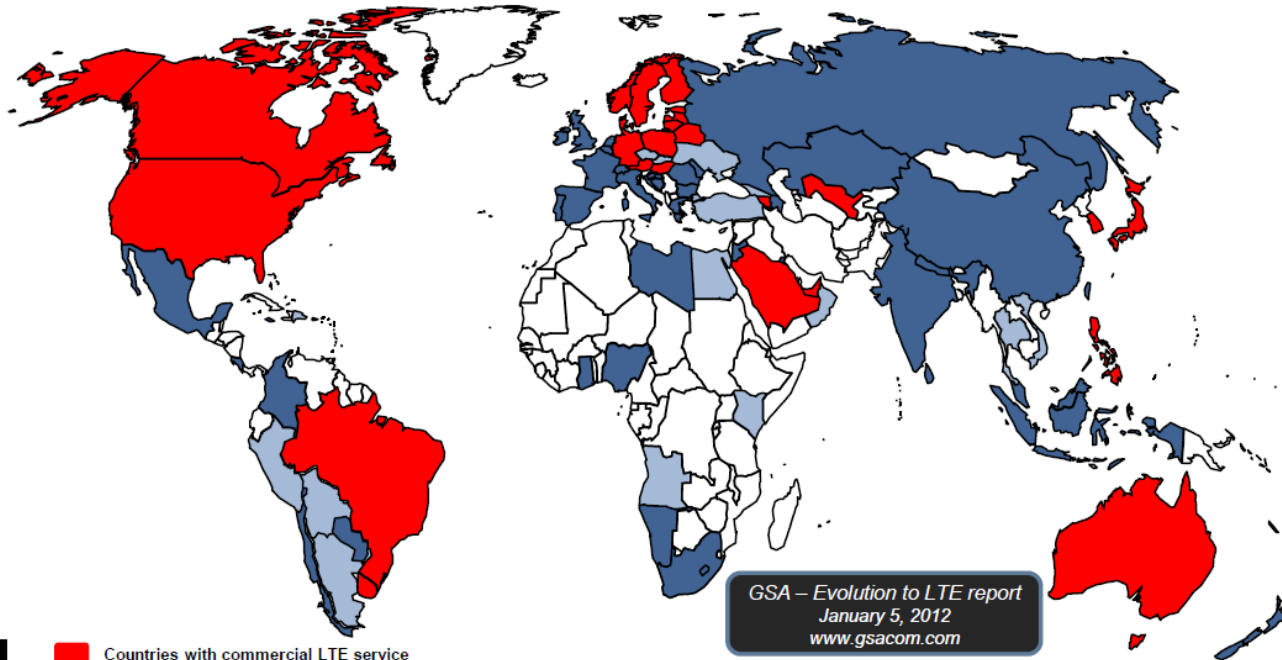 GSA – Evolution to LTE report
January 5, 2012
www.gsacom.com
Countries with commercial LTE service